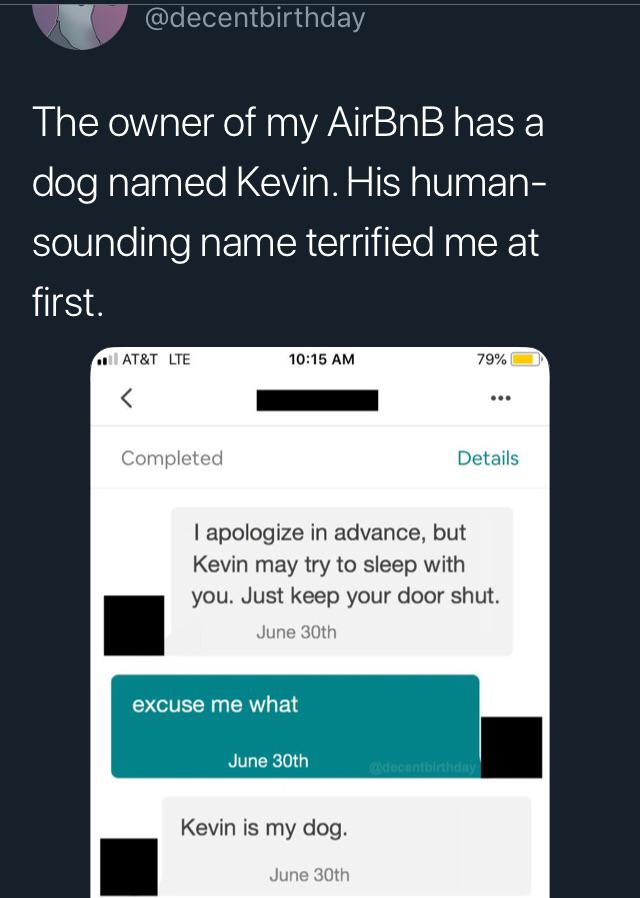 @decentbirthday
The owner of my AirBnB has a
dog named Kevin. His human-
sounding name terrified me at
first.
AT&T LTE 10:15 AM 79%
Completed Details
I apologize in advance, but
Kevin may try to sleep with
you. Just keep your door shut.
June 30th
excuse me what
June 30th
@decentbirthday
Kevin is my dog.
June 30th